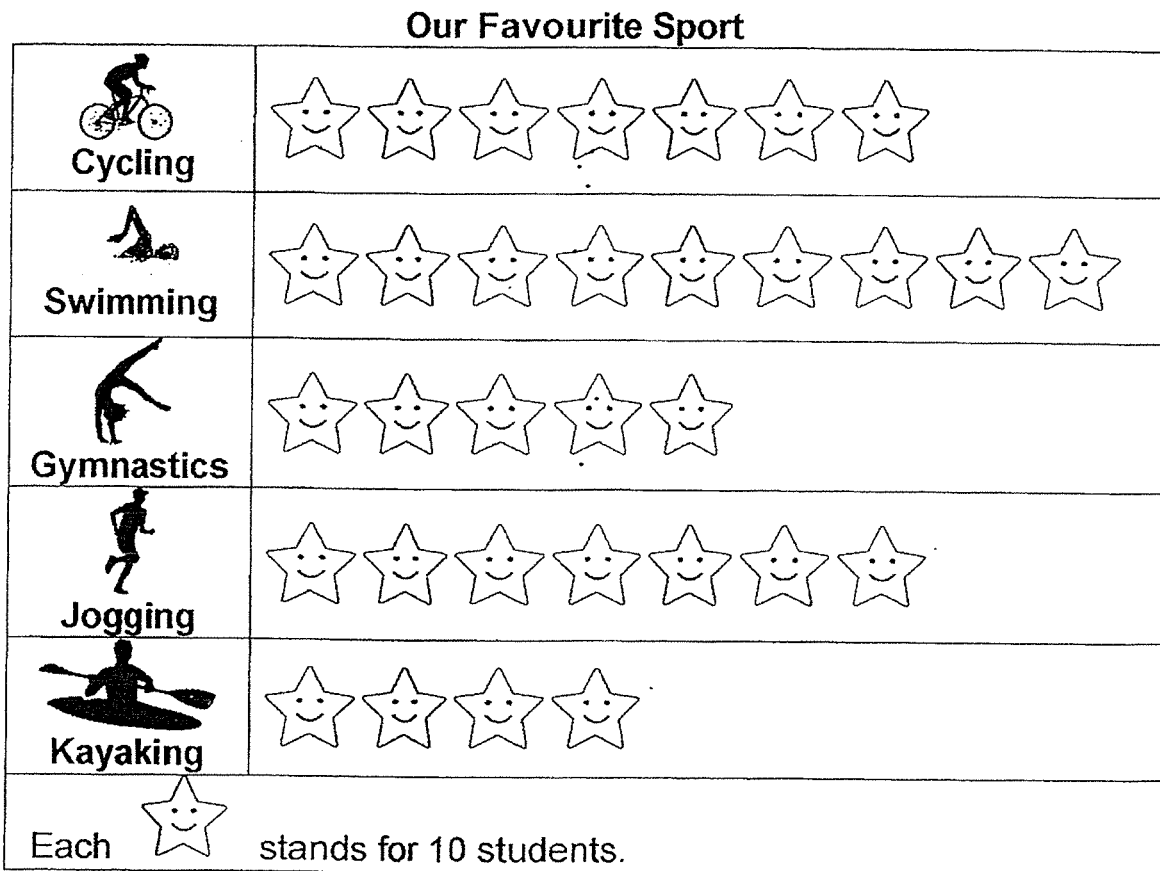 Our Favourite Sport
Cycling
Swimming
Gymnastics
Jogging
Kayaking
Each stands for 10 students.